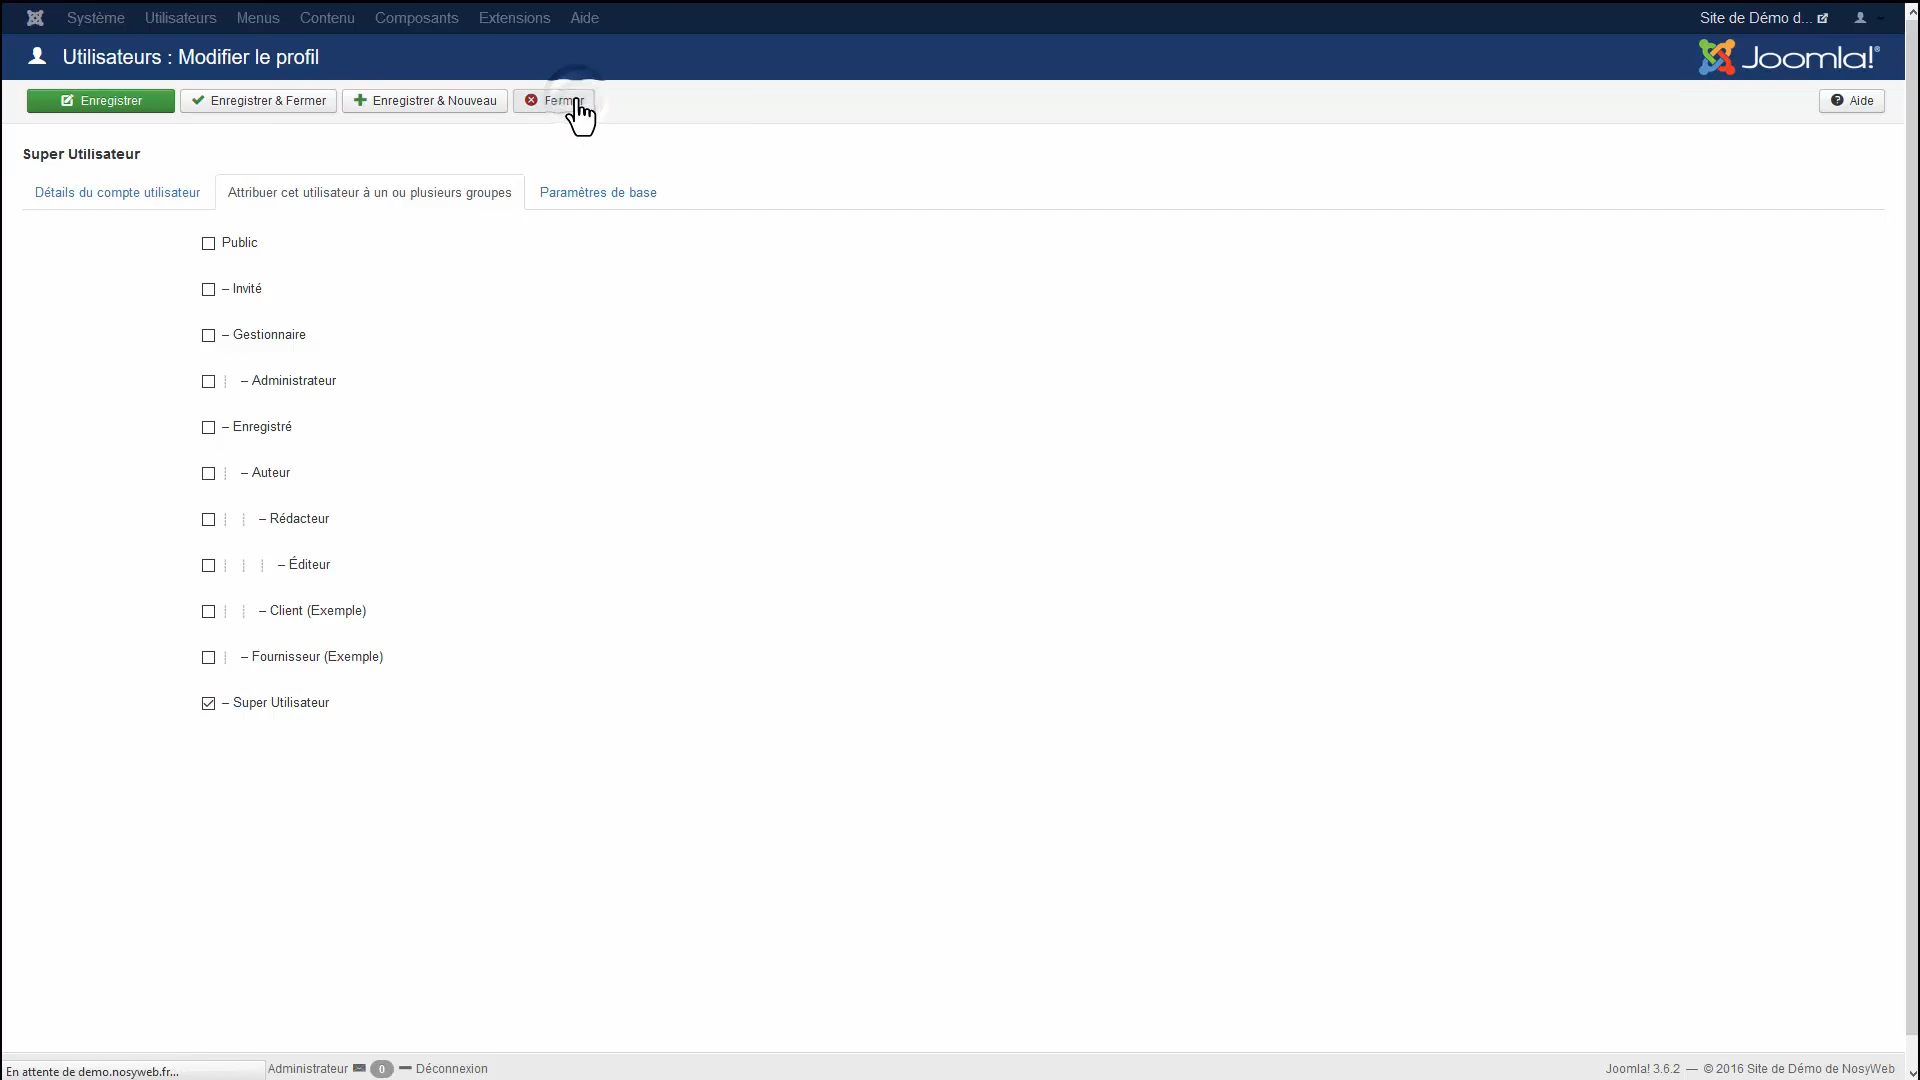 Système Utilisateurs Menus Contenu Composants Extensions Aide Site de Démo d...
Utilisateurs : Modifier le profil Joomla!®
Enregistrer Enregistrer & Fermer Enregistrer & Nouveau Fermer Aide
Super Utilisateur
Détails du compte utilisateur Attribuer cet utilisateur à un ou plusieurs groupes Paramètres de base
Public
– Invité
– Gestionnaire
– Administrateur
– Enregistré
– Auteur
– Rédacteur
– Éditeur
– Client (Exemple)
– Fournisseur (Exemple)
– Super Utilisateur
En attente de demo.nosyweb.fr... Administrateur 0 Déconnexion Joomla! 3.6.2 — © 2016 Site de Démo de NosyWeb